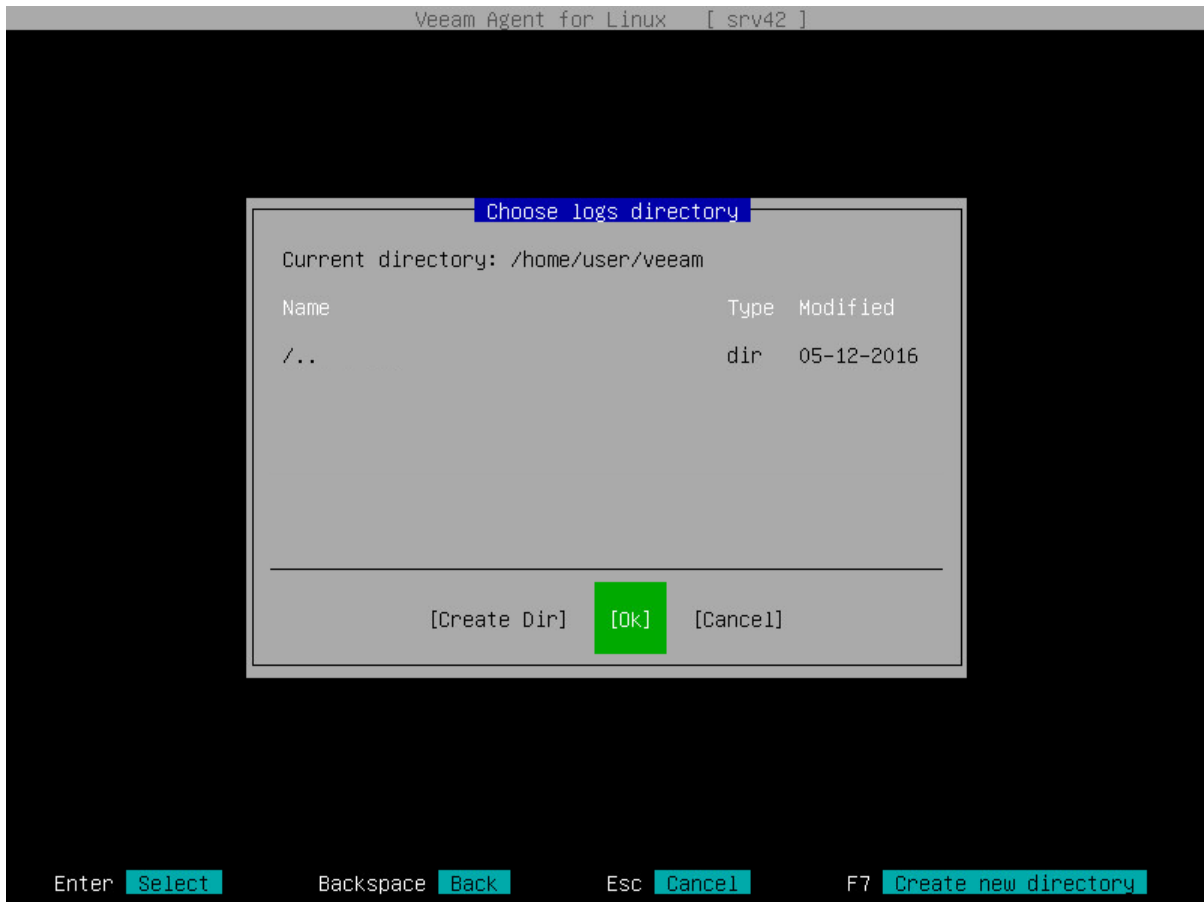 Veeam Agent for Linux [ srv42 ]
Choose logs directory
Current directory: /home/user/veeam
Name Type Modified
/.. dir 05-12-2016
[Create Dir] [Ok] [Cancel]
Enter Select Backspace Back Esc Cancel F7 Create new directory